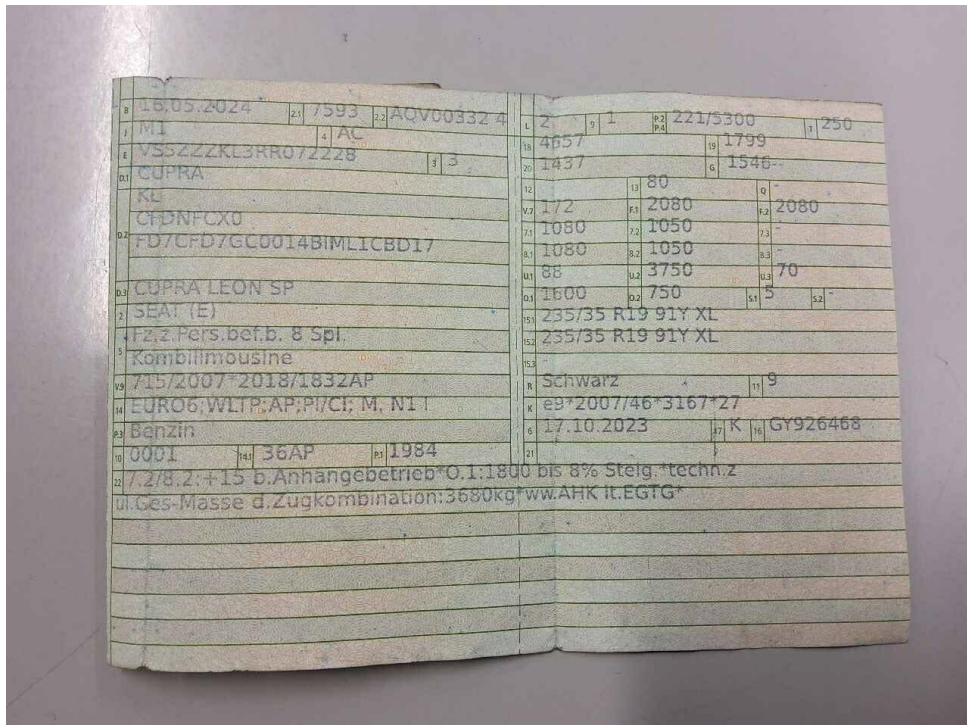 B 16.05.2024 2.1 7593 2.2 AQV00332 4
J M1 4 AC
E VSSZZZKL3RR072228 3 3
D.1 CUPRA
KL
D.2 CFDNFCX0
FD7CFD7GC0014BIML1CBD17
D.3 CUPRA LEON SP
2 SEAT (E)
5 Fz.z.Pers.bef.b. 8 Spl.
Kombilimousine
V.9 715/2007*2018/1832AP
14 EURO6;WLTP;AP;PI/CI; M, N1 I
P.3 Benzin
10 0001 14.1 36AP P.1 1984
L 2 9 1 P.2 P.4 221/5300 T 250
18 4657 19 1799
20 1437 G 1546--
12 - 13 80 Q -
V.7 172 F.1 2080 F.2 2080
7.1 1080 7.2 1050 7.3 -
8.1 1080 8.2 1050 8.3 -
U.1 88 U.2 3750 U.3 70
O.1 1600 O.2 750 S.1 5 S.2 -
15.1 235/35 R19 91Y XL
15.2 235/35 R19 91Y XL
15.3 -
R Schwarz 11 9
K e9*2007/46*3167*27
6 17.10.2023 17 K 16 GY926468
21
22 7.2/8.2:+15 b.Anhängebetrieb*O.1:1800 bis 8% Steig.*techn.z
ul.Ges-Masse d.Zugkombination:3680kg*ww.AHK lt.EGTG*